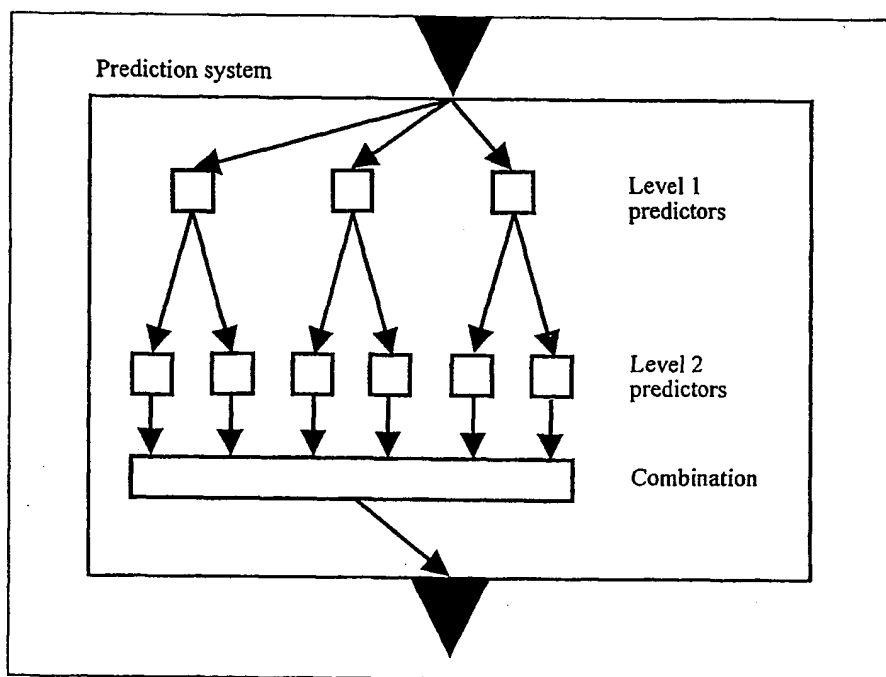 Prediction system
Level 1
predictors
Level 2
predictors
Combination